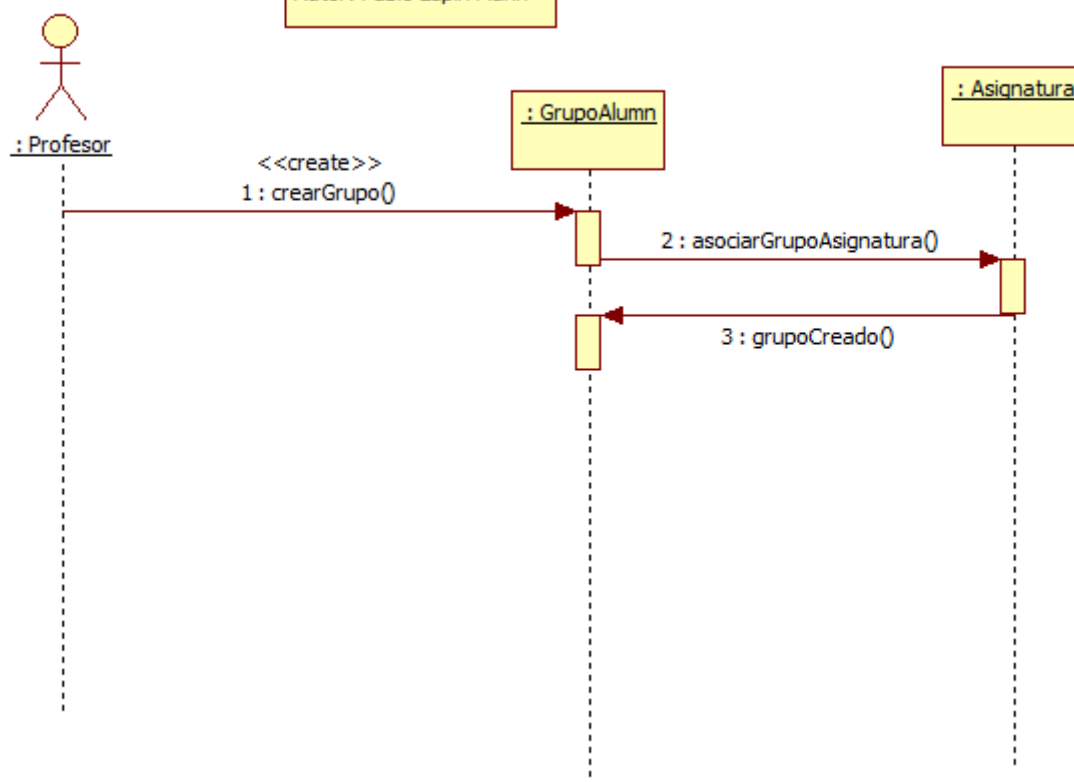 : Profesor
: GrupoAlumn
: Asignatura
<<create>>
1 : crearGrupo()
2 : asociarGrupoAsignatura()
3 : grupoCreado()